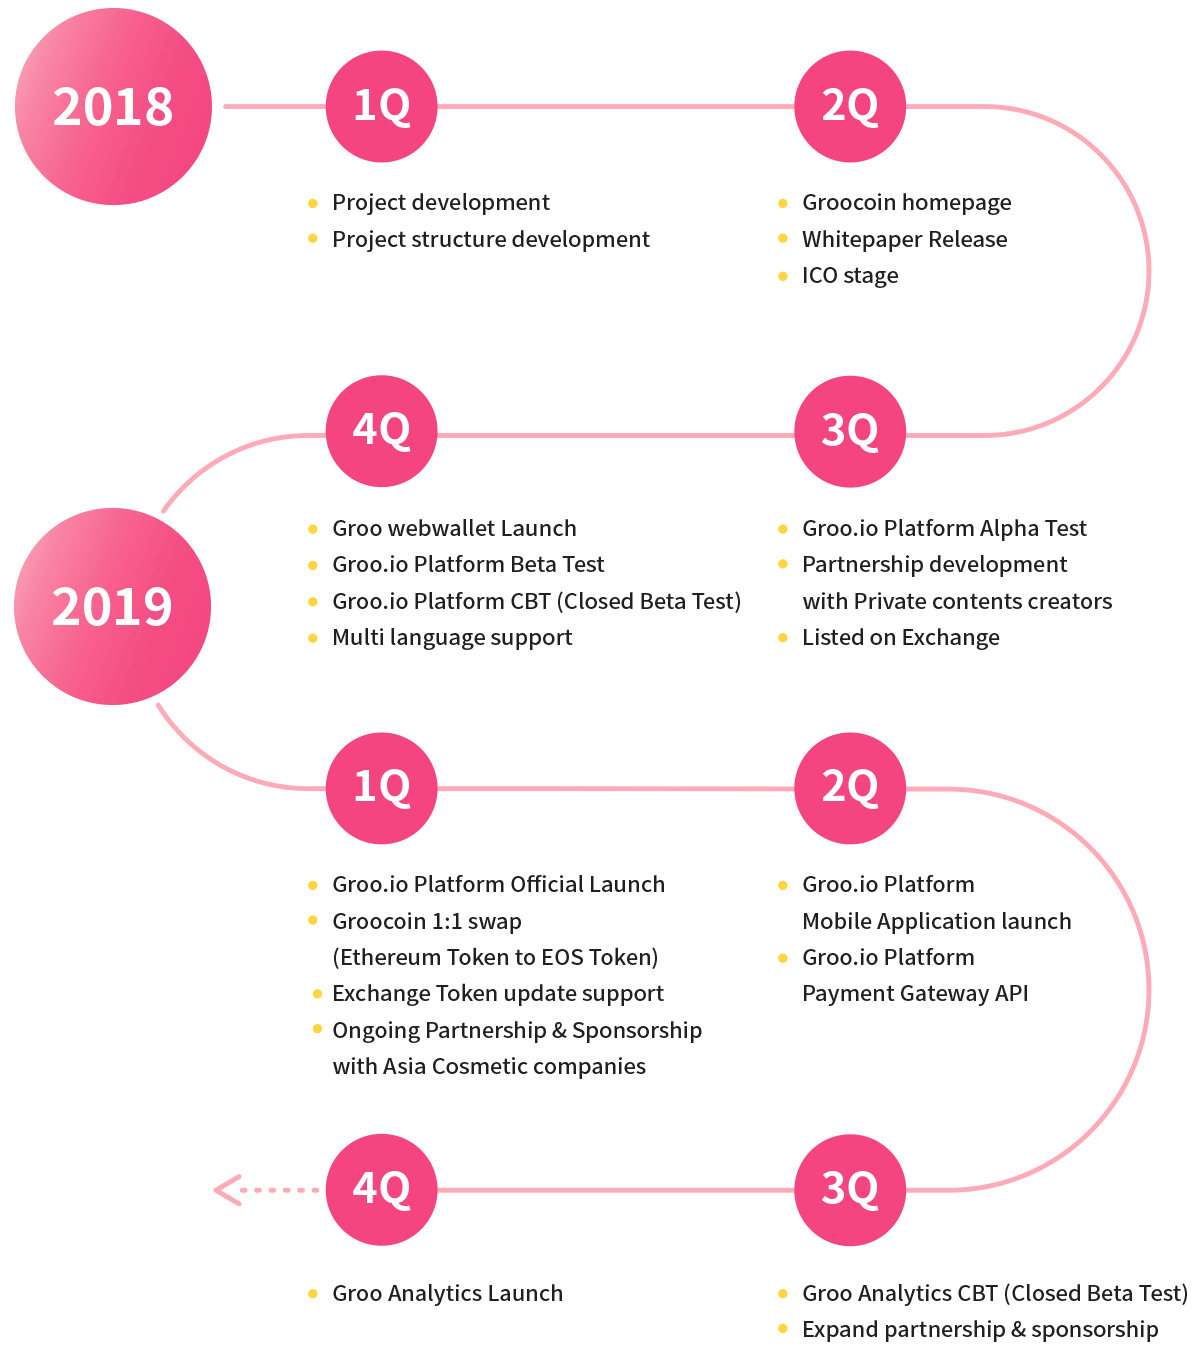 2018
1Q
Project development
Project structure development
2Q
Groocoin homepage
Whitepaper Release
ICO stage
3Q
Groo.io Platform Alpha Test
Partnership development
with Private contents creators
Listed on Exchange
4Q
Groo webwallet Launch
Groo.io Platform Beta Test
Groo.io Platform CBT (Closed Beta Test)
Multi language support
2019
1Q
Groo.io Platform Official Launch
Groocoin 1:1 swap
(Ethereum Token to EOS Token)
Exchange Token update support
Ongoing Partnership & Sponsorship
with Asia Cosmetic companies
2Q
Groo.io Platform
Mobile Application launch
Groo.io Platform
Payment Gateway API
3Q
Groo Analytics CBT (Closed Beta Test)
Expand partnership & sponsorship
4Q
Groo Analytics Launch